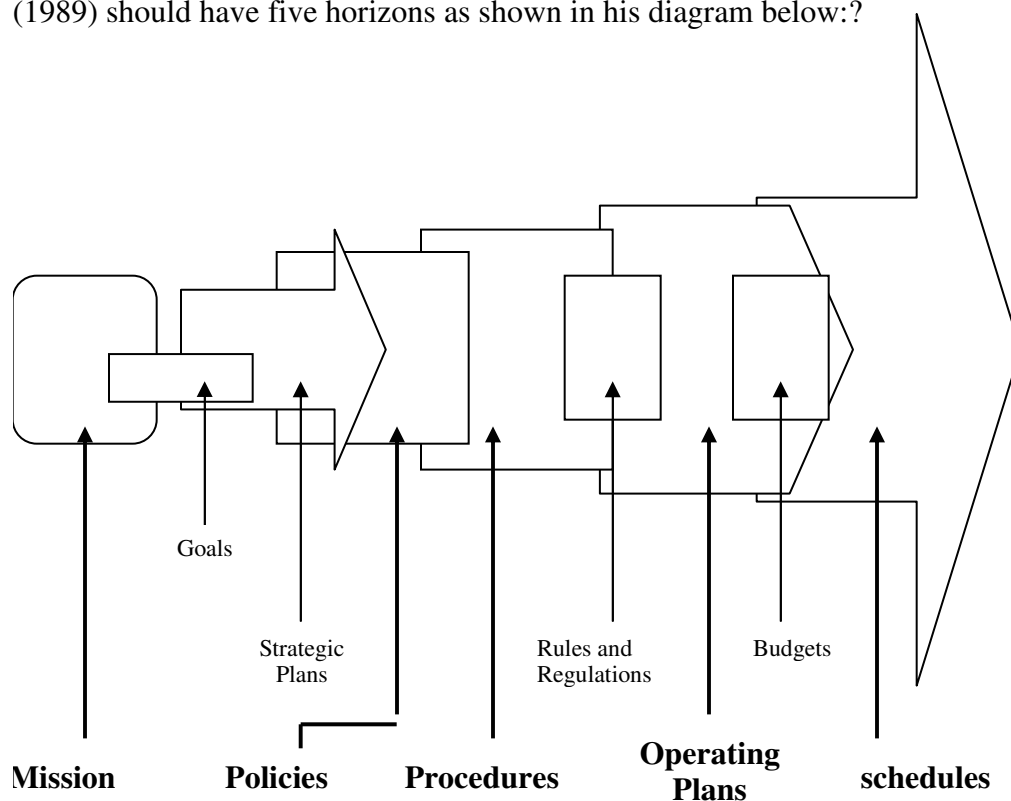 (1989) should have five horizons as shown in his diagram below:?
Goals
Strategic
Plans
Rules and
Regulations
Budgets
Mission
Policies
Procedures
Operating
Plans
schedules